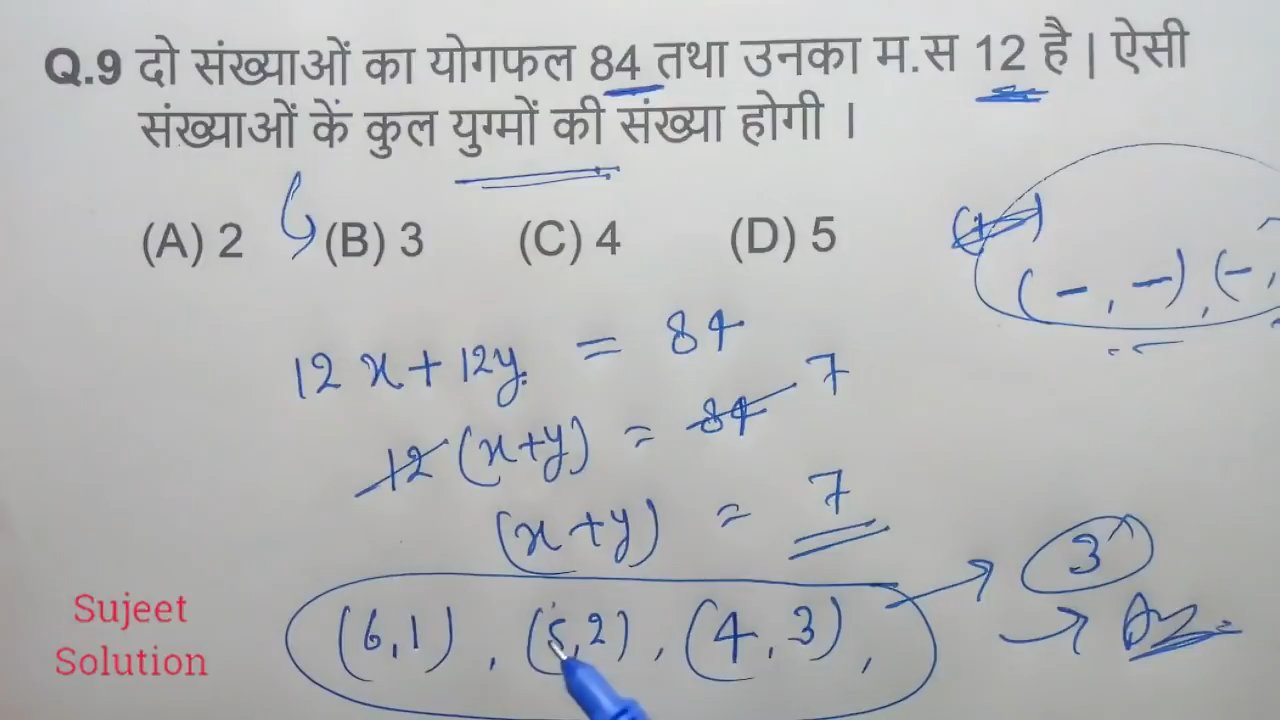 Q.9 दो संख्याओं का योगफल 84 तथा उनका म.स 12 है | ऐसी
संख्याओं कें कुल युग्मों की संख्या होगी ।
(A) 2 (B) 3 (C) 4 (D) 5
(-, -), (-,
12x + 12y = 84
12 (x+y) = 84 7
(x+y) = 7
3
(6,1), (5,2), (4,3),
Sujeet
Solution